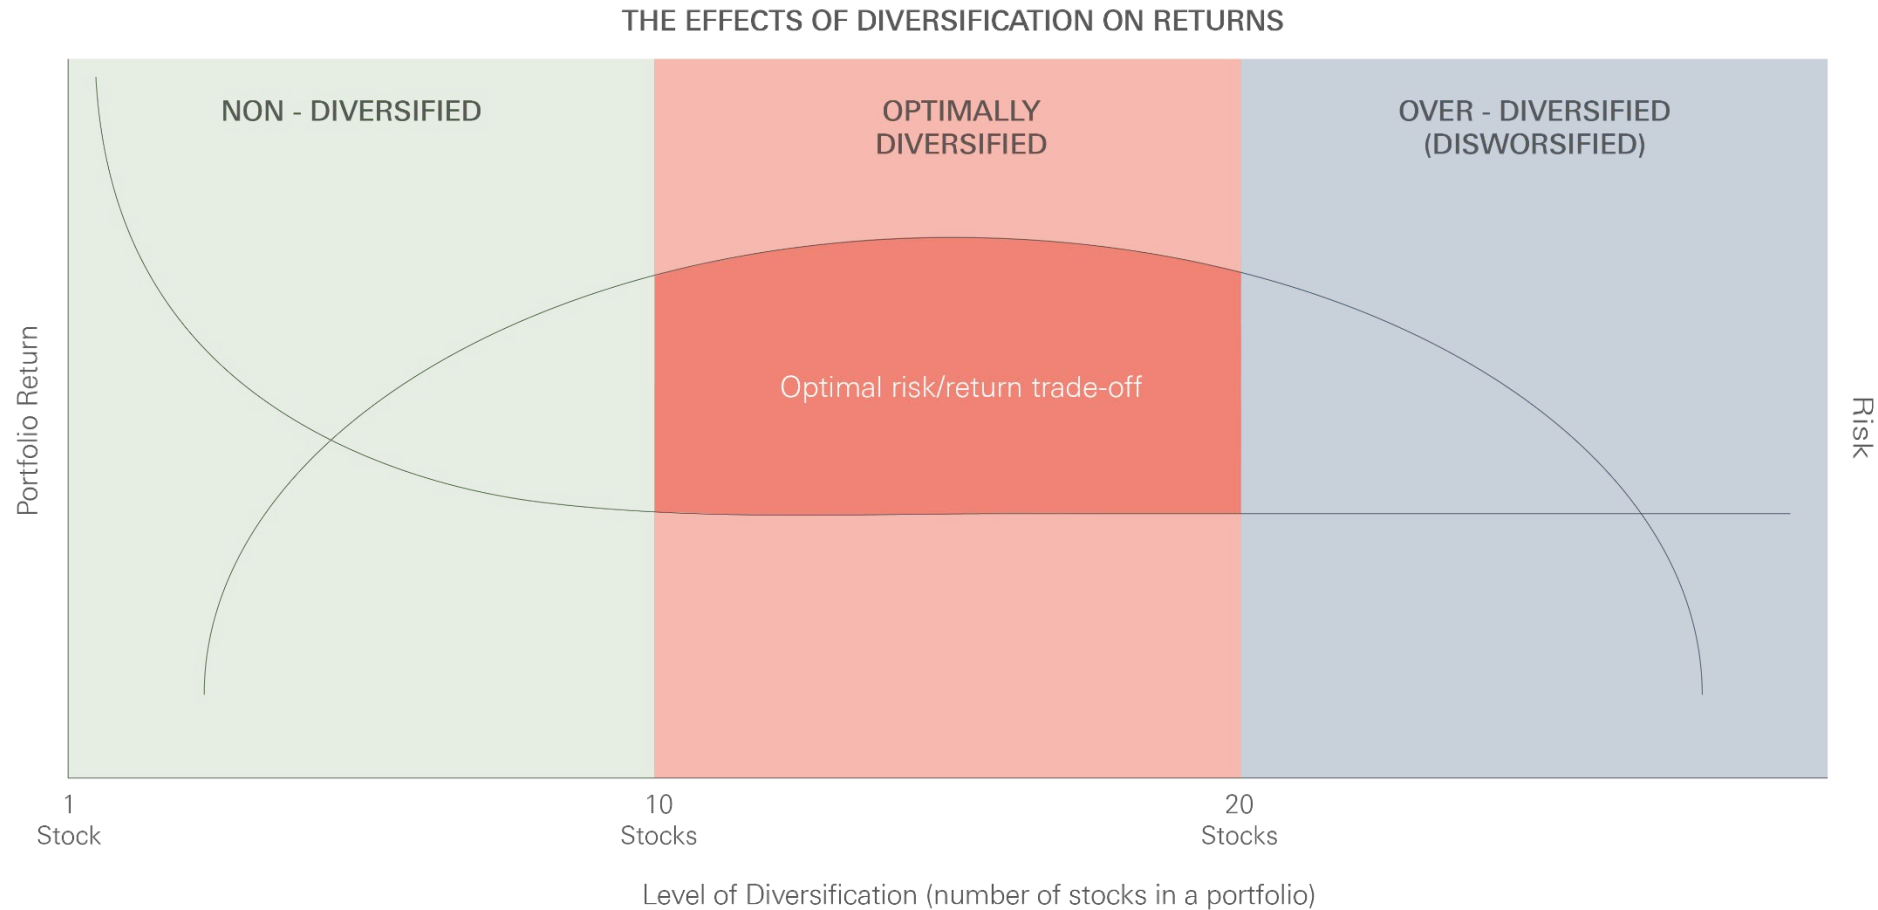 THE EFFECTS OF DIVERSIFICATION ON RETURNS
NON - DIVERSIFIED
OPTIMALLY
DIVERSIFIED
OVER - DIVERSIFIED
(DISWORSIFIED)
Optimal risk/return trade-off
Portfolio Return
Risk
1
Stock
10
Stocks
20
Stocks
Level of Diversification (number of stocks in a portfolio)